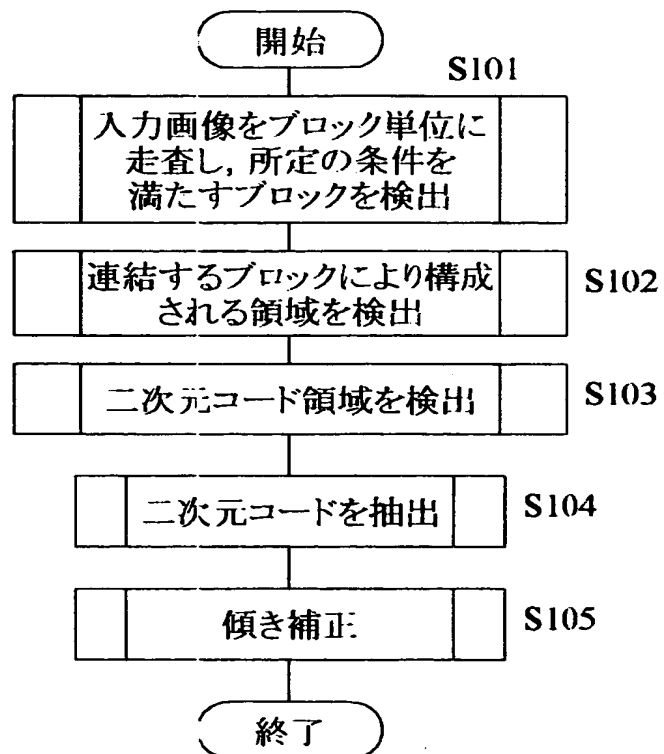 開始
S101
入力画像をブロック単位に
走査し,所定の条件を
満たすブロックを検出
連結するブロックにより構成
される領域を検出
S102
二次元コード領域を検出
S103
二次元コードを抽出
S104
傾き補正
S105
終了